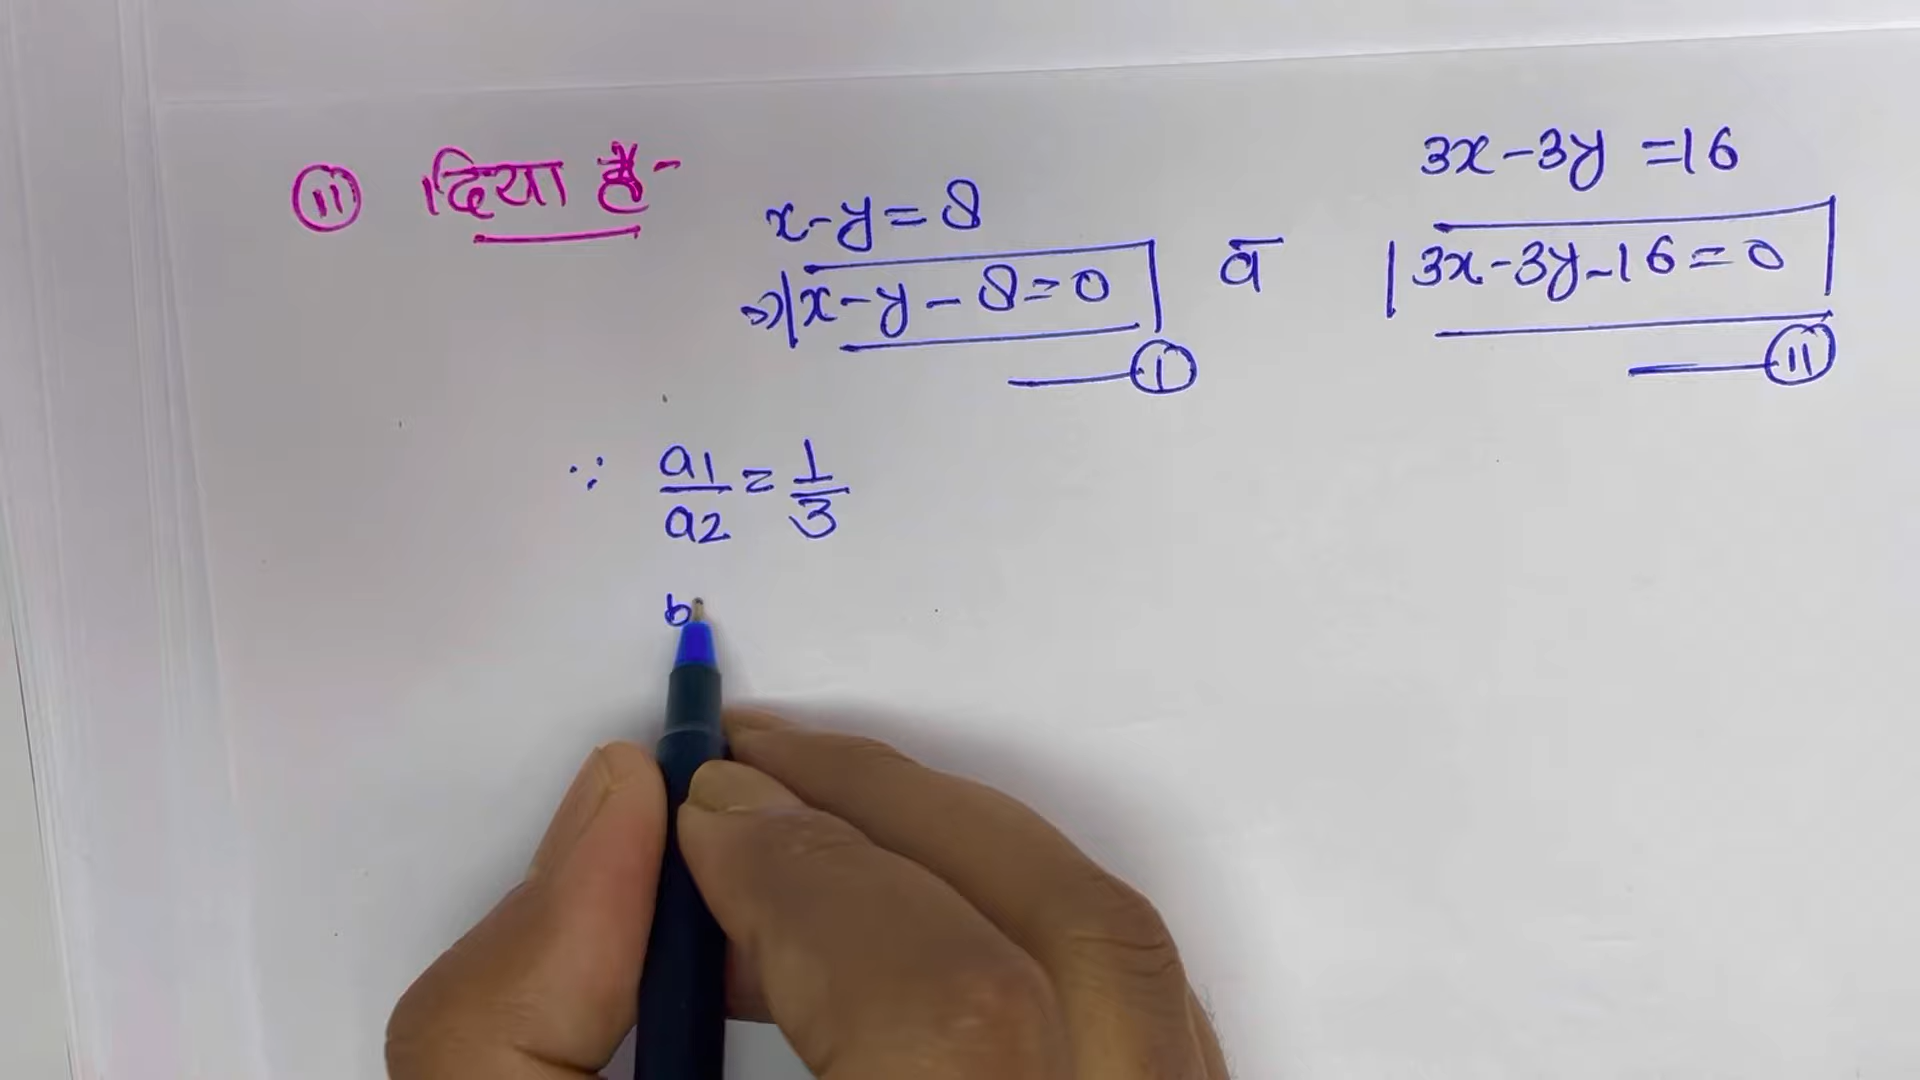 (ii) दिया है-
x-y=8
⇒ x-y-8=0
(i)
व
3x-3y=16
3x-3y-16=0
(ii)
∵ a1/a2 = 1/3
b